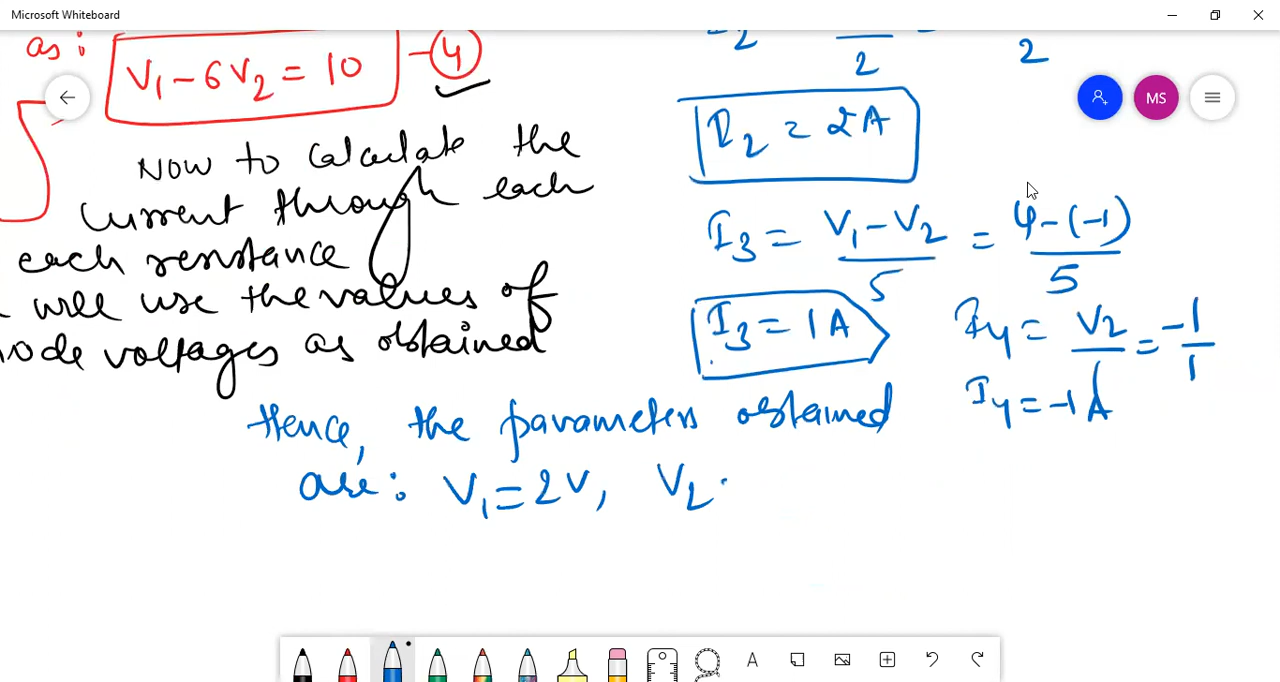 Microsoft Whiteboard
as :
V1 - 6V2 = 10 - 4
Now to calculate the
current through each
each resistance
will use the values of
node voltages as obtained
2
2
I2 = 2A
I3 = V1 - V2 / 5 = 4 - (-1) / 5
I3 = 1A
I4 = V2 / 1 = -1 / 1
I4 = -1A
Hence, the parameters obtained
are : V1 = 2V, V2
MS
A